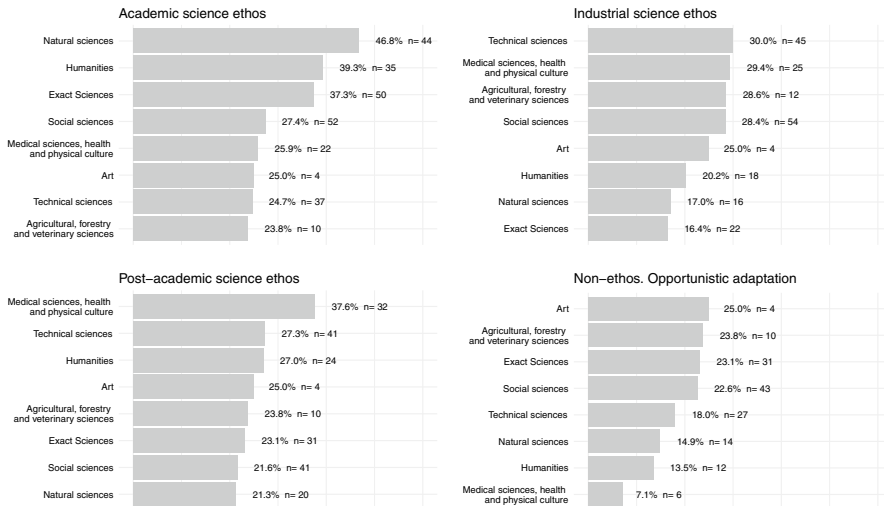 Academic science ethos
Natural sciences 46.8% n= 44
Humanities 39.3% n= 35
Exact Sciences 37.3% n= 50
Social sciences 27.4% n= 52
Medical sciences, health
and physical culture 25.9% n= 22
Art 25.0% n= 4
Technical sciences 24.7% n= 37
Agricultural, forestry
and veterinary sciences 23.8% n= 10
Industrial science ethos
Technical sciences 30.0% n= 45
Medical sciences, health
and physical culture 29.4% n= 25
Agricultural, forestry
and veterinary sciences 28.6% n= 12
Social sciences 28.4% n= 54
Art 25.0% n= 4
Humanities 20.2% n= 18
Natural sciences 17.0% n= 16
Exact Sciences 16.4% n= 22
Post−academic science ethos
Medical sciences, health
and physical culture 37.6% n= 32
Technical sciences 27.3% n= 41
Humanities 27.0% n= 24
Art 25.0% n= 4
Agricultural, forestry
and veterinary sciences 23.8% n= 10
Exact Sciences 23.1% n= 31
Social sciences 21.6% n= 41
Natural sciences 21.3% n= 20
Non−ethos. Opportunistic adaptation
Art 25.0% n= 4
Agricultural, forestry
and veterinary sciences 23.8% n= 10
Exact Sciences 23.1% n= 31
Social sciences 22.6% n= 43
Technical sciences 18.0% n= 27
Natural sciences 14.9% n= 14
Humanities 13.5% n= 12
Medical sciences, health
and physical culture 7.1% n= 6